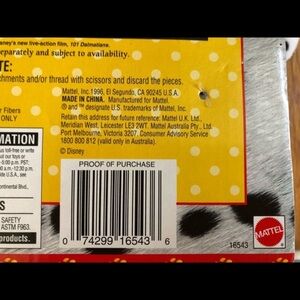 sney's new live-action film, 101 Dalmatians.
eparately and subject to availability.
TE:
chments and/or thread with scissors and discard the pieces.
Mattel, Inc.1996, El Segundo, CA 90245 U.S.A.
MADE IN CHINA. Manufactured for Mattel.
® and ™ designate U.S. trademarks of Mattel, Inc.
Retain this address for future reference: Mattel U.K. Ltd.,
Meridian West, Leicester LE3 2WT. Mattel Australia Pty. Ltd.
Port Melbourne, Victoria 3207. Consumer Advisory Service
1800 800 812 (valid only in Australia).
© Disney
r Fibers
ONLY
MATION
PROOF OF PURCHASE
0 74299 16543 6
S
SAFETY
ASTM F963.
products.
MATTEL
16543